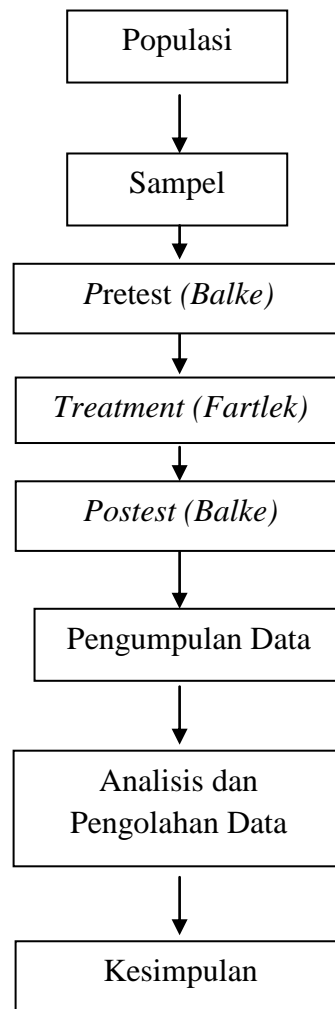 Populasi
Sampel
Pretest (Balke)
Treatment (Fartlek)
Postest (Balke)
Pengumpulan Data
Analisis dan
Pengolahan Data
Kesimpulan